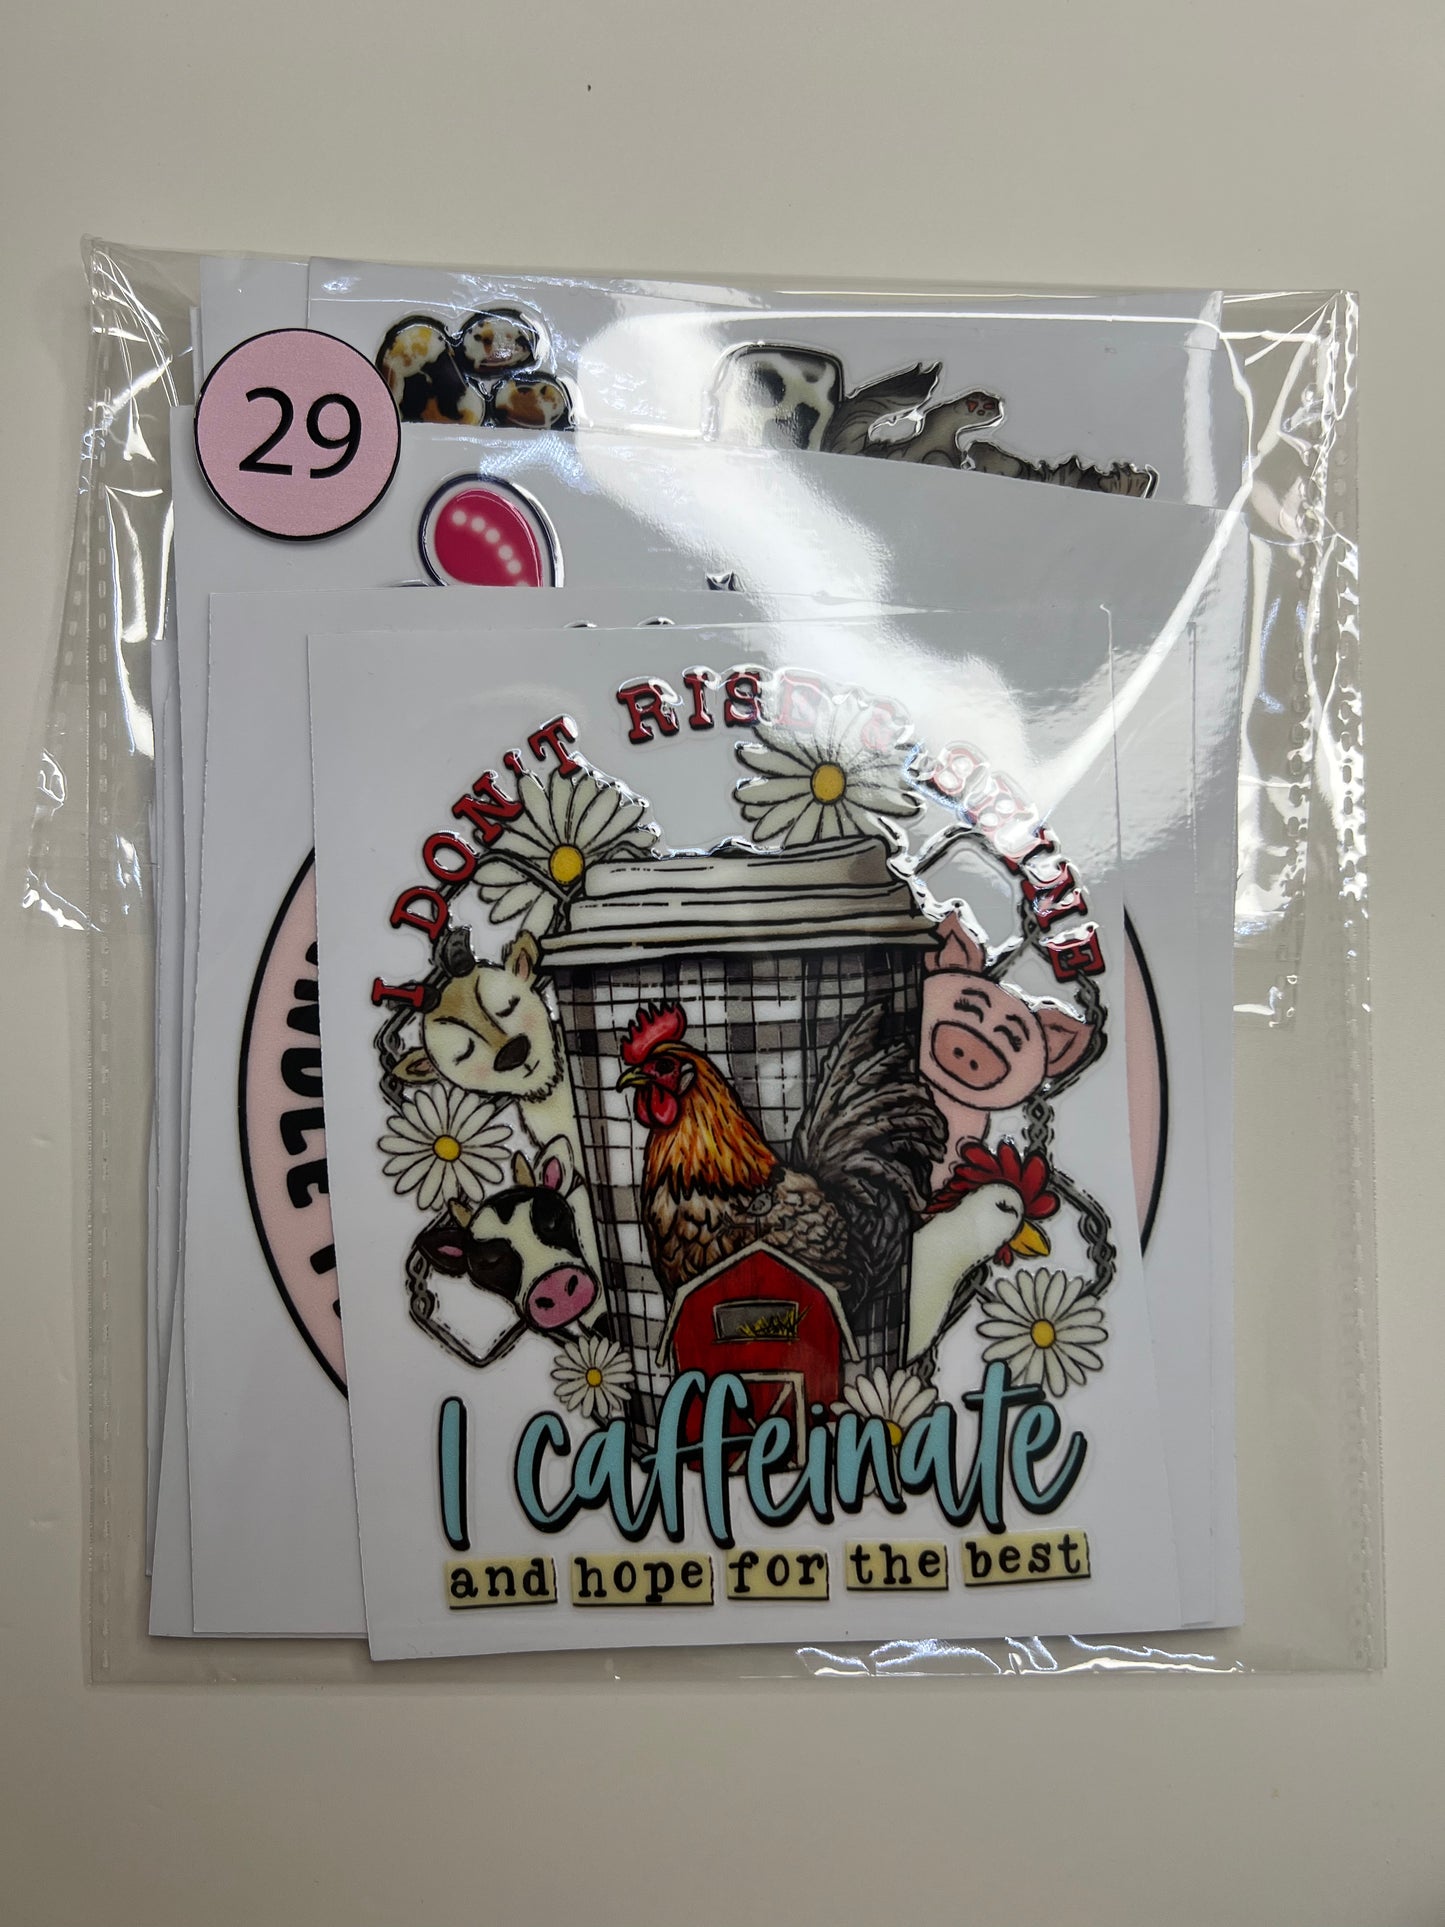 29
I DON'T RISE & SHINE
I caffeinate
and hope for the best